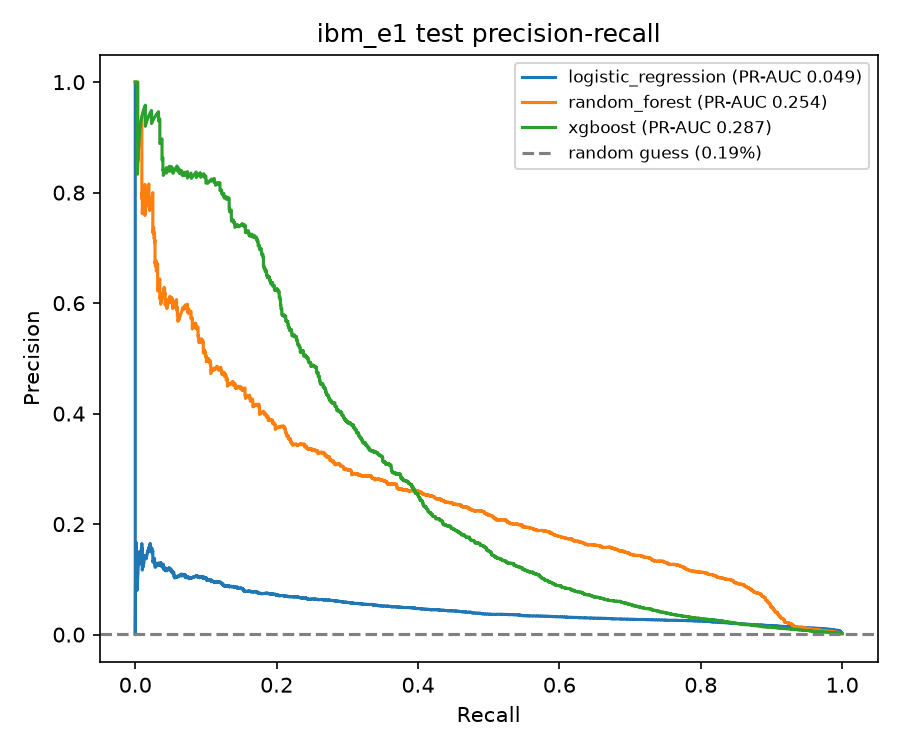 ibm_e1 test precision-recall
logistic_regression (PR-AUC 0.049)
random_forest (PR-AUC 0.254)
xgboost (PR-AUC 0.287)
random guess (0.19%)
Precision
1.0
0.8
0.6
0.4
0.2
0.0
0.0 0.2 0.4 0.6 0.8 1.0
Recall